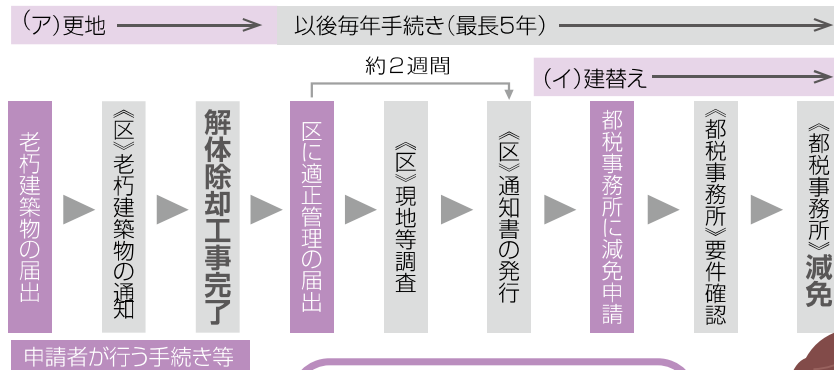 （ア）更地
以後毎年手続き（最長5年）
約２週間
（イ）建替え
老朽建築物の届出
《区》老朽建築物の通知
解体除却工事完了
区に適正管理の届出
《区》現地等調査
《区》通知書の発行
都税事務所に減免申請
《都税事務所》要件確認
《都税事務所》減免
申請者が行う手続き等